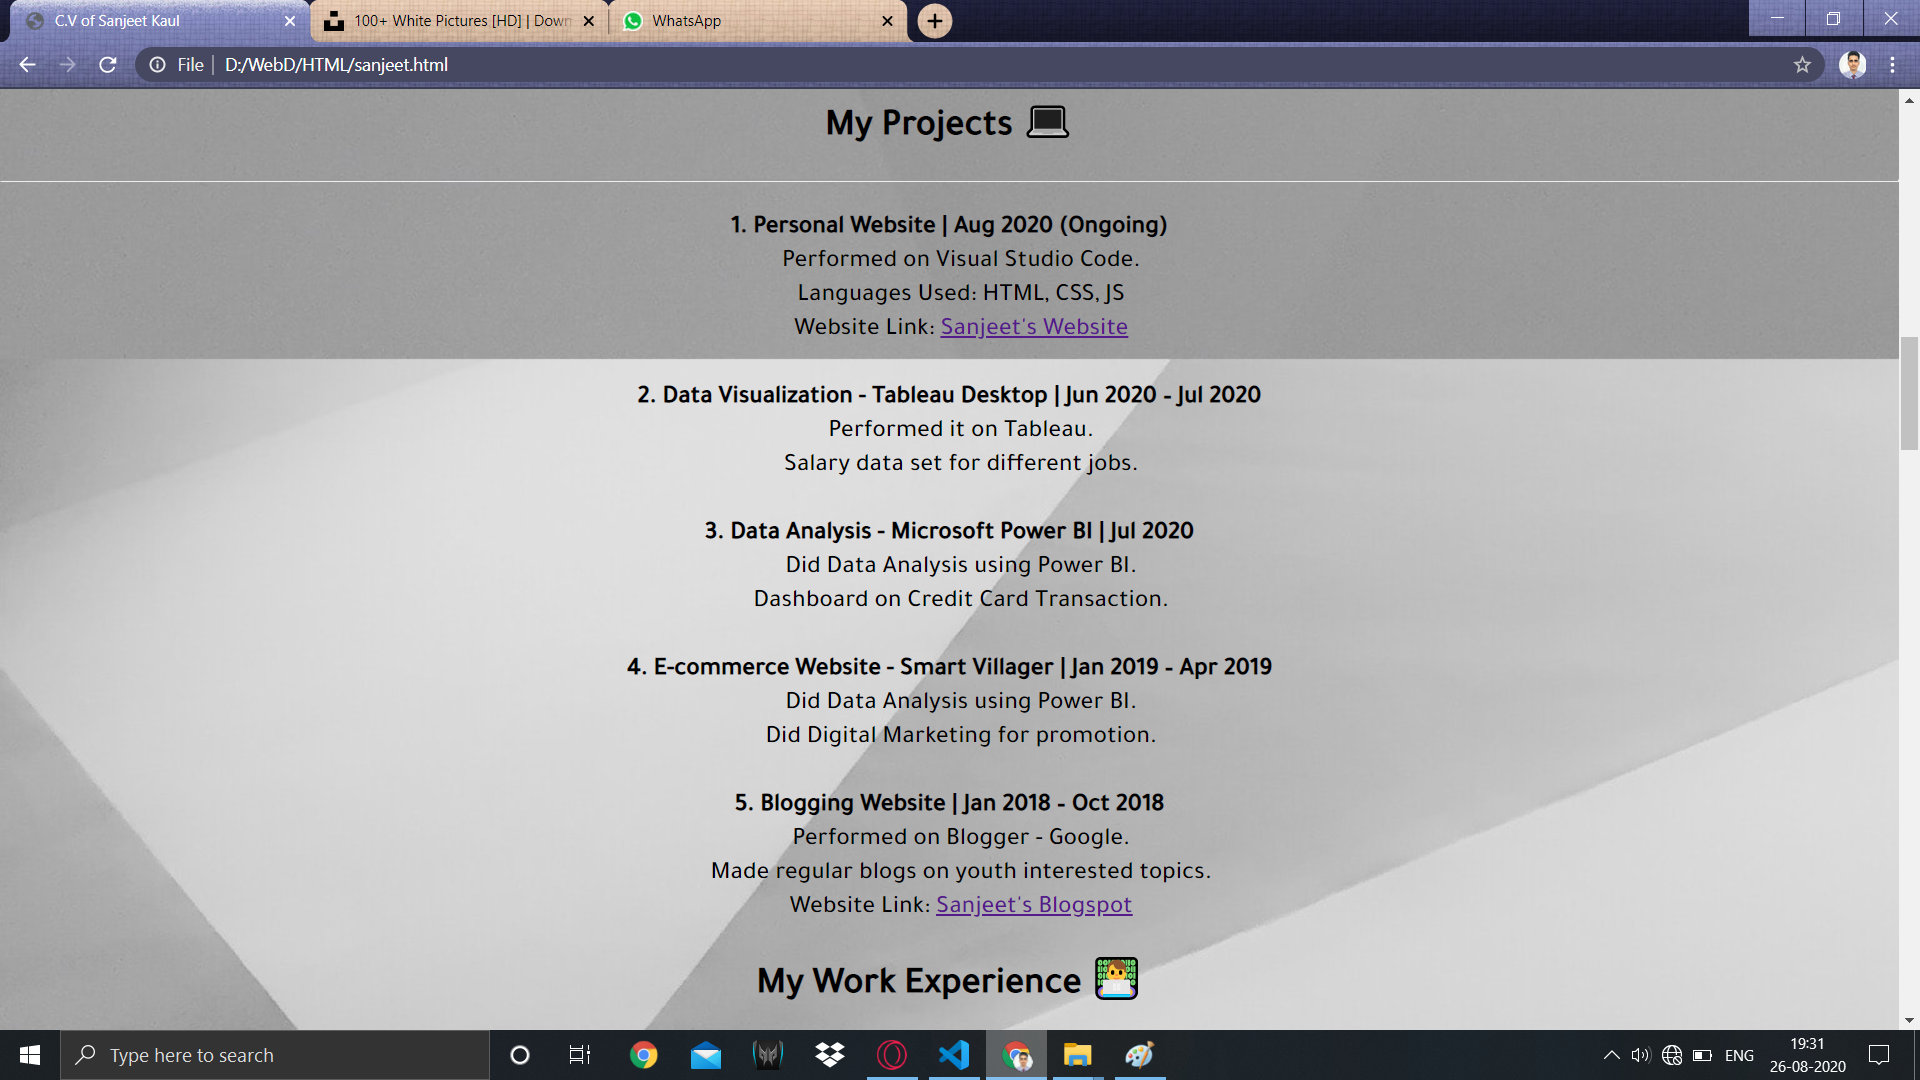 C.V of Sanjeet Kaul
100+ White Pictures [HD] | Down
WhatsApp
File
D:/WebD/HTML/sanjeet.html
My Projects
1. Personal Website | Aug 2020 (Ongoing)
Performed on Visual Studio Code.
Languages Used: HTML, CSS, JS
Website Link: Sanjeet's Website
2. Data Visualization - Tableau Desktop | Jun 2020 - Jul 2020
Performed it on Tableau.
Salary data set for different jobs.
3. Data Analysis - Microsoft Power BI | Jul 2020
Did Data Analysis using Power BI.
Dashboard on Credit Card Transaction.
4. E-commerce Website - Smart Villager | Jan 2019 - Apr 2019
Did Data Analysis using Power BI.
Did Digital Marketing for promotion.
5. Blogging Website | Jan 2018 - Oct 2018
Performed on Blogger - Google.
Made regular blogs on youth interested topics.
Website Link: Sanjeet's Blogspot
My Work Experience
Type here to search
ENG
19:31
26-08-2020